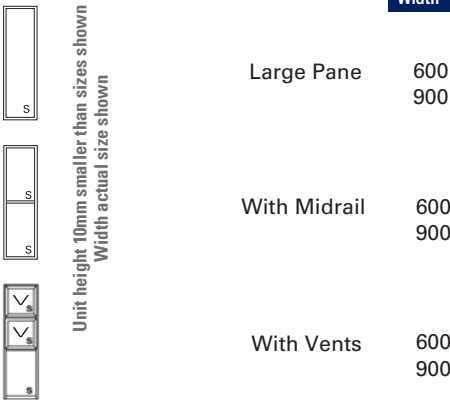 Width
S
Large Pane
600
900
Unit height 10mm smaller than sizes shown
Width actual size shown
S
S
With Midrail
600
900
S
S
S
With Vents
600
900